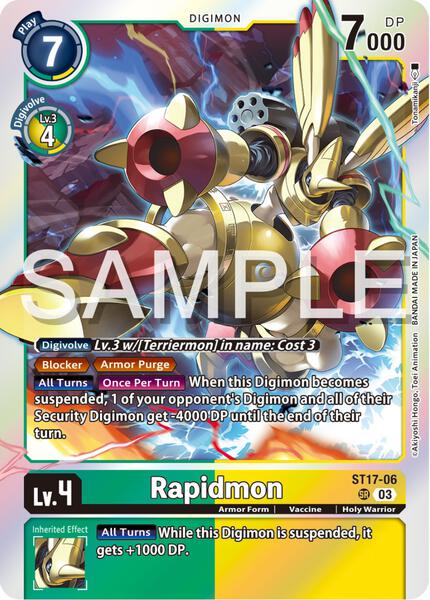 Play
7
DIGIMON
7000
DP
Digivolve
Lv.3
4
Tonamikanji
SAMPLE
Digivolve Lv.3 w/[Terriermon] in name: Cost 3
Blocker Armor Purge
All Turns Once Per Turn When this Digimon becomes
suspended, 1 of your opponent's Digimon and all of their
Security Digimon get -4000 DP until the end of their
turn.
©Akiyoshi Hongo, Toei Animation BANDAI MADE IN JAPAN
Lv.4
Rapidmon
ST17-06
SR 03
Armor Form | Vaccine | Holy Warrior
Inherited Effect
All Turns While this Digimon is suspended, it
gets +1000 DP.